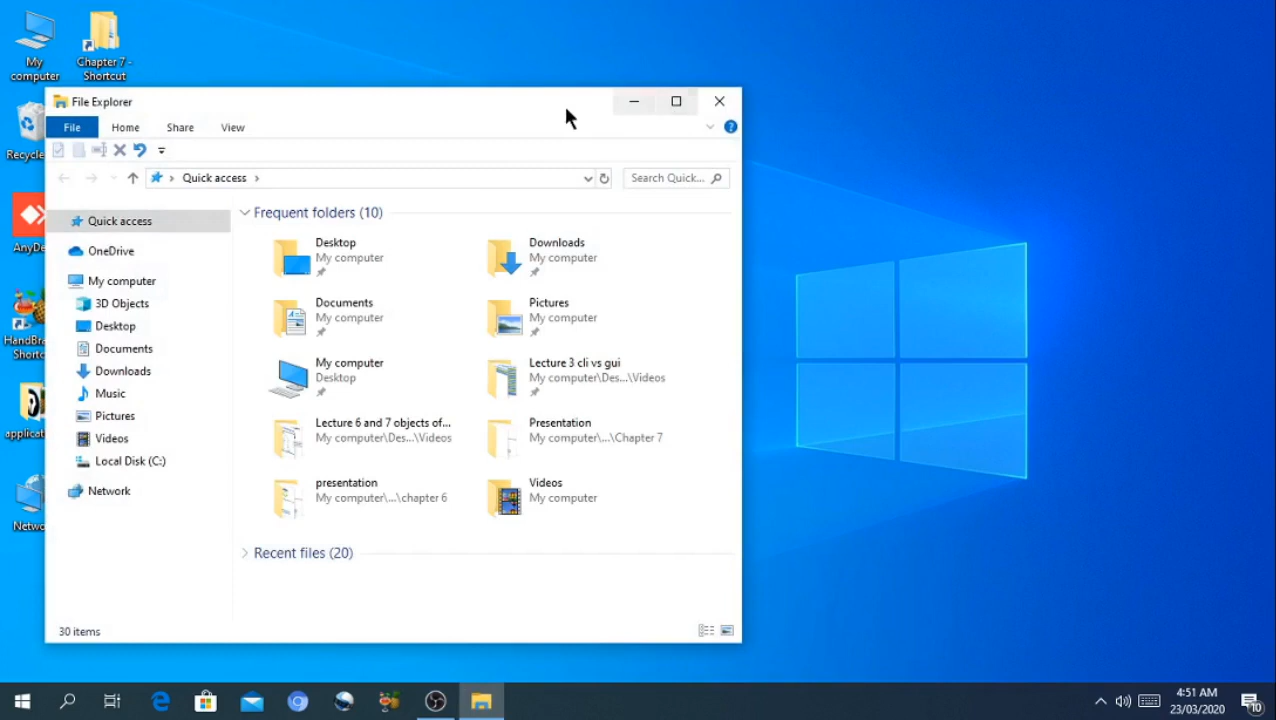 My
computer
Chapter 7 -
Shortcut
Recycle
AnyDe
HandBra
Shortc
applicat
Netwo
File Explorer
File
Home
Share
View
Quick access
Search Quick...
Quick access
OneDrive
My computer
3D Objects
Desktop
Documents
Downloads
Music
Pictures
Videos
Local Disk (C:)
Network
Frequent folders (10)
Desktop
My computer
Downloads
My computer
Documents
My computer
Pictures
My computer
My computer
Desktop
Lecture 3 cli vs gui
My computer\Des...\Videos
Lecture 6 and 7 objects of...
My computer\Des...\Videos
Presentation
My computer\...\Chapter 7
presentation
My computer\...\chapter 6
Videos
My computer
Recent files (20)
30 items
4:51 AM
23/03/2020
10